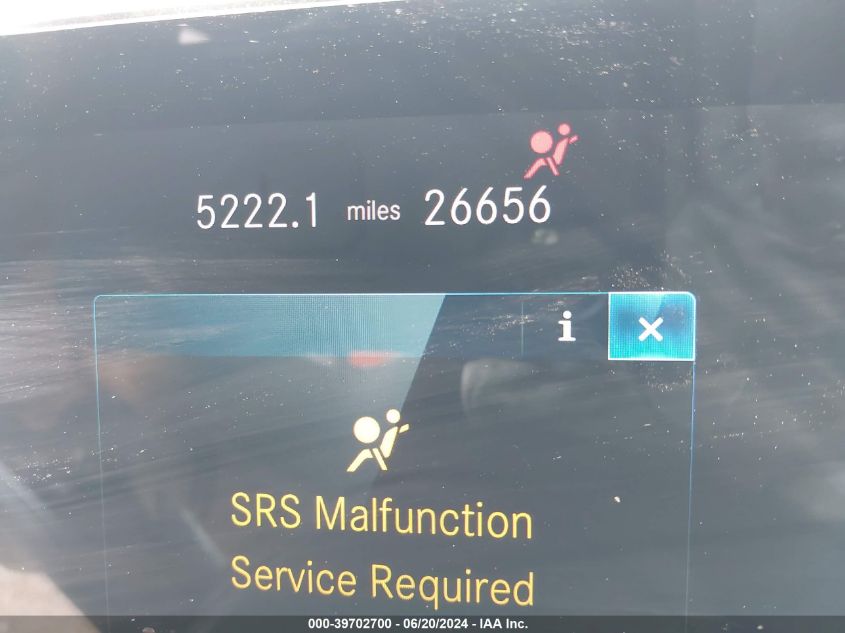 5222.1 miles 26656
i ×
SRS Malfunction
Service Required
000-39702700 - 06/20/2024 - IAA Inc.